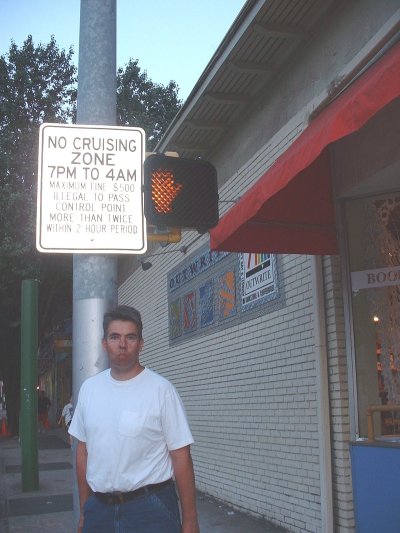 NO CRUISING
ZONE
7PM TO 4AM
MAXIMUM FINE $500
ILLEGAL TO PASS
CONTROL POINT
MORE THAN TWICE
WITHIN 2 HOUR PERIOD
OUTWRITE
OUTWRITE
BOO